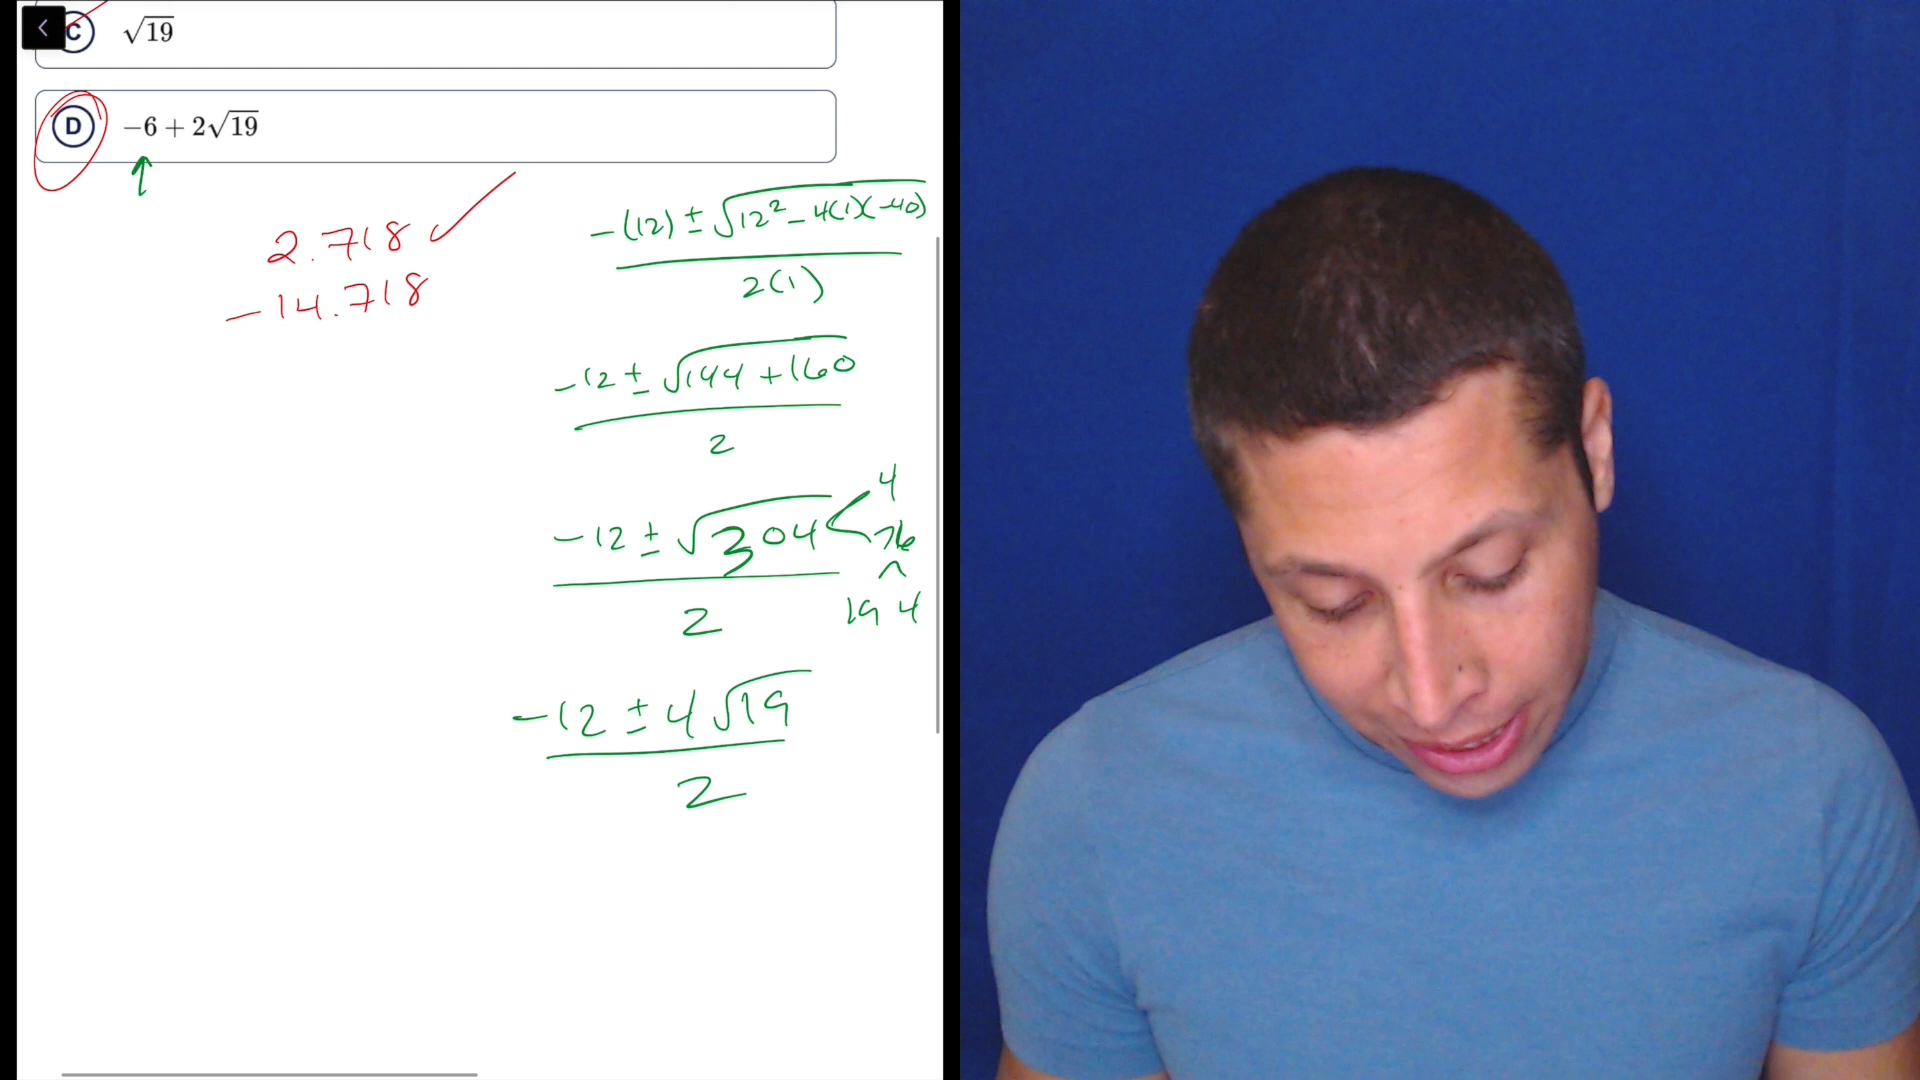 C √19
D −6 + 2√19
2.718 ✓
−14.718
−(12) ± √12² − 4(1)(−40)
2(1)
−12 ± √144 + 160
2
4
−12 ± √304 < 76
2
^
19 4
−12 ± 4√19
2